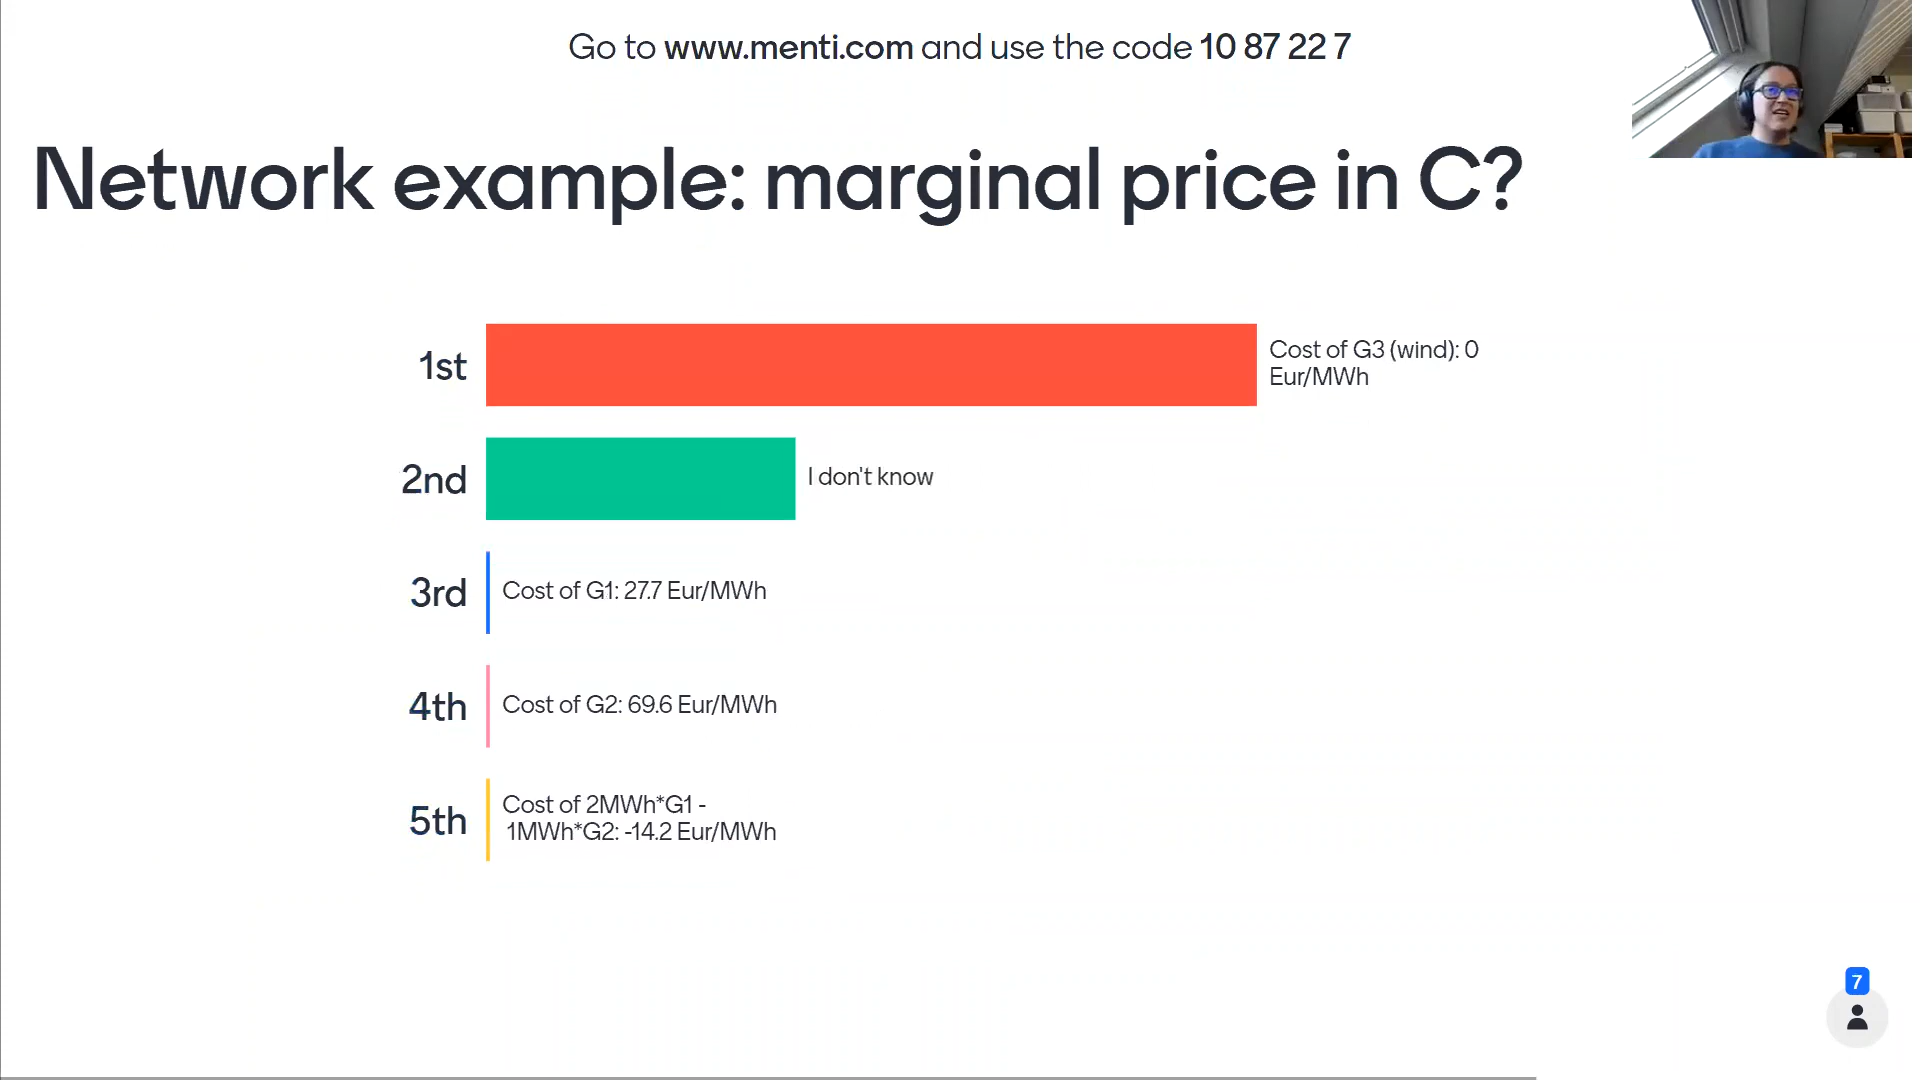 Go to www.menti.com and use the code 10 87 22 7
Network example: marginal price in C?
1st
Cost of G3 (wind): 0
Eur/MWh
2nd
I don't know
3rd
Cost of G1: 27.7 Eur/MWh
4th
Cost of G2: 69.6 Eur/MWh
5th
Cost of 2MWh*G1 -
1MWh*G2: -14.2 Eur/MWh
7